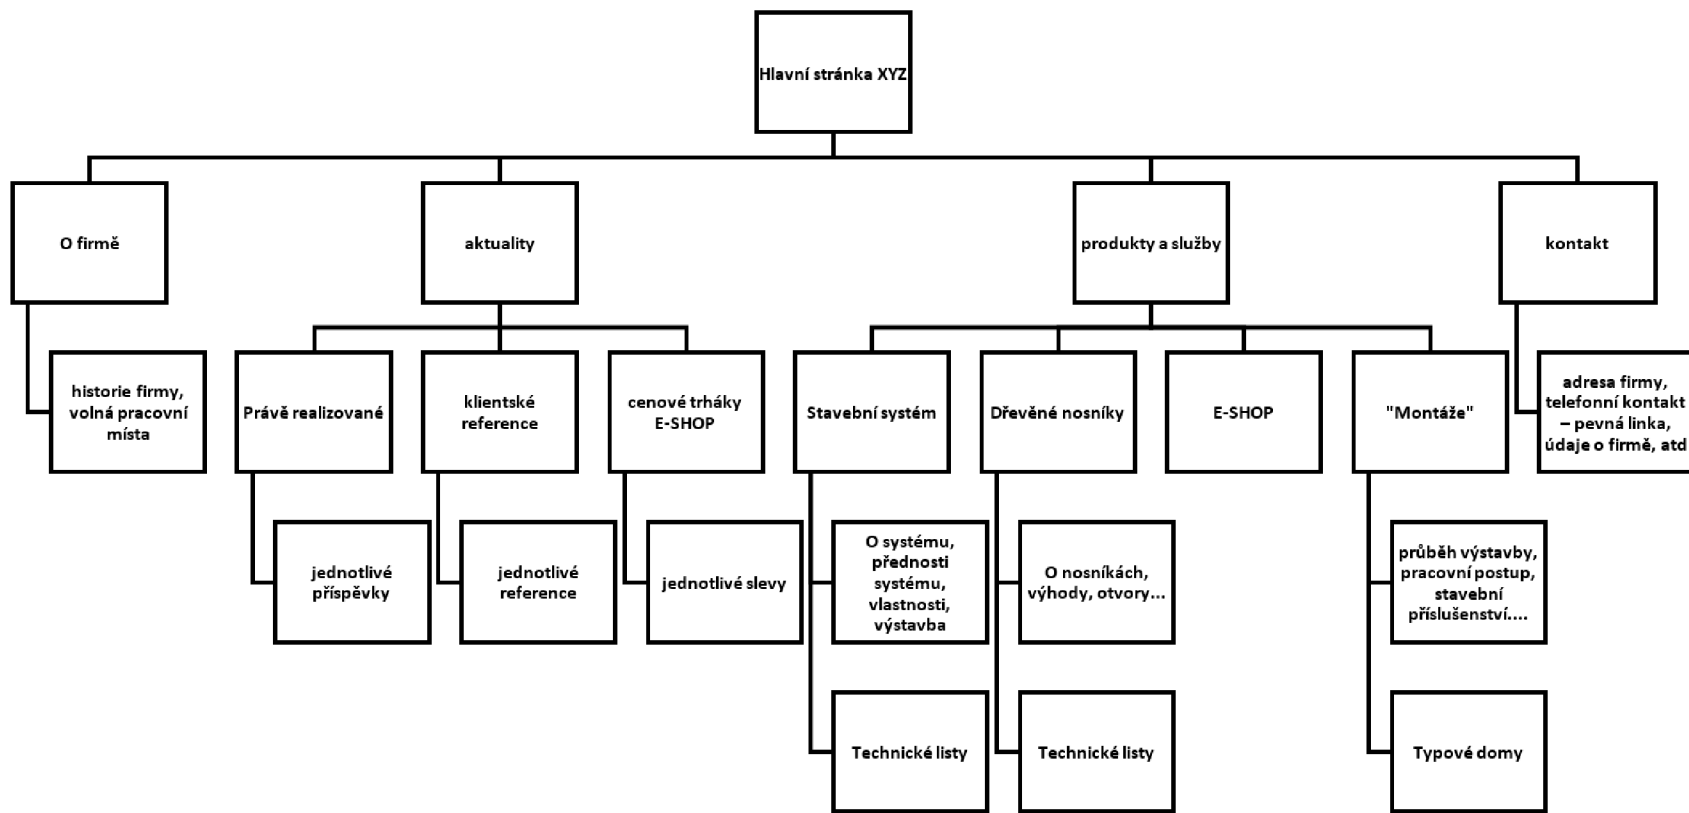 Hlavní stránka XYZ
O firmě
aktuality
produkty a služby
kontakt
historie firmy,
volná pracovní
místa
Právě realizované
klientské
reference
cenové trháky
E-SHOP
Stavební systém
Dřevěné nosníky
E-SHOP
"Montáže"
adresa firmy,
telefonní kontakt
– pevná linka,
údaje o firmě, atd
jednotlivé
příspěvky
jednotlivé
reference
jednotlivé slevy
O systému,
přednosti
systému,
vlastnosti,
výstavba
O nosníkách,
výhody, otvory...
průběh výstavby,
pracovní postup,
stavební
příslušenství....
Technické listy
Technické listy
Typové domy